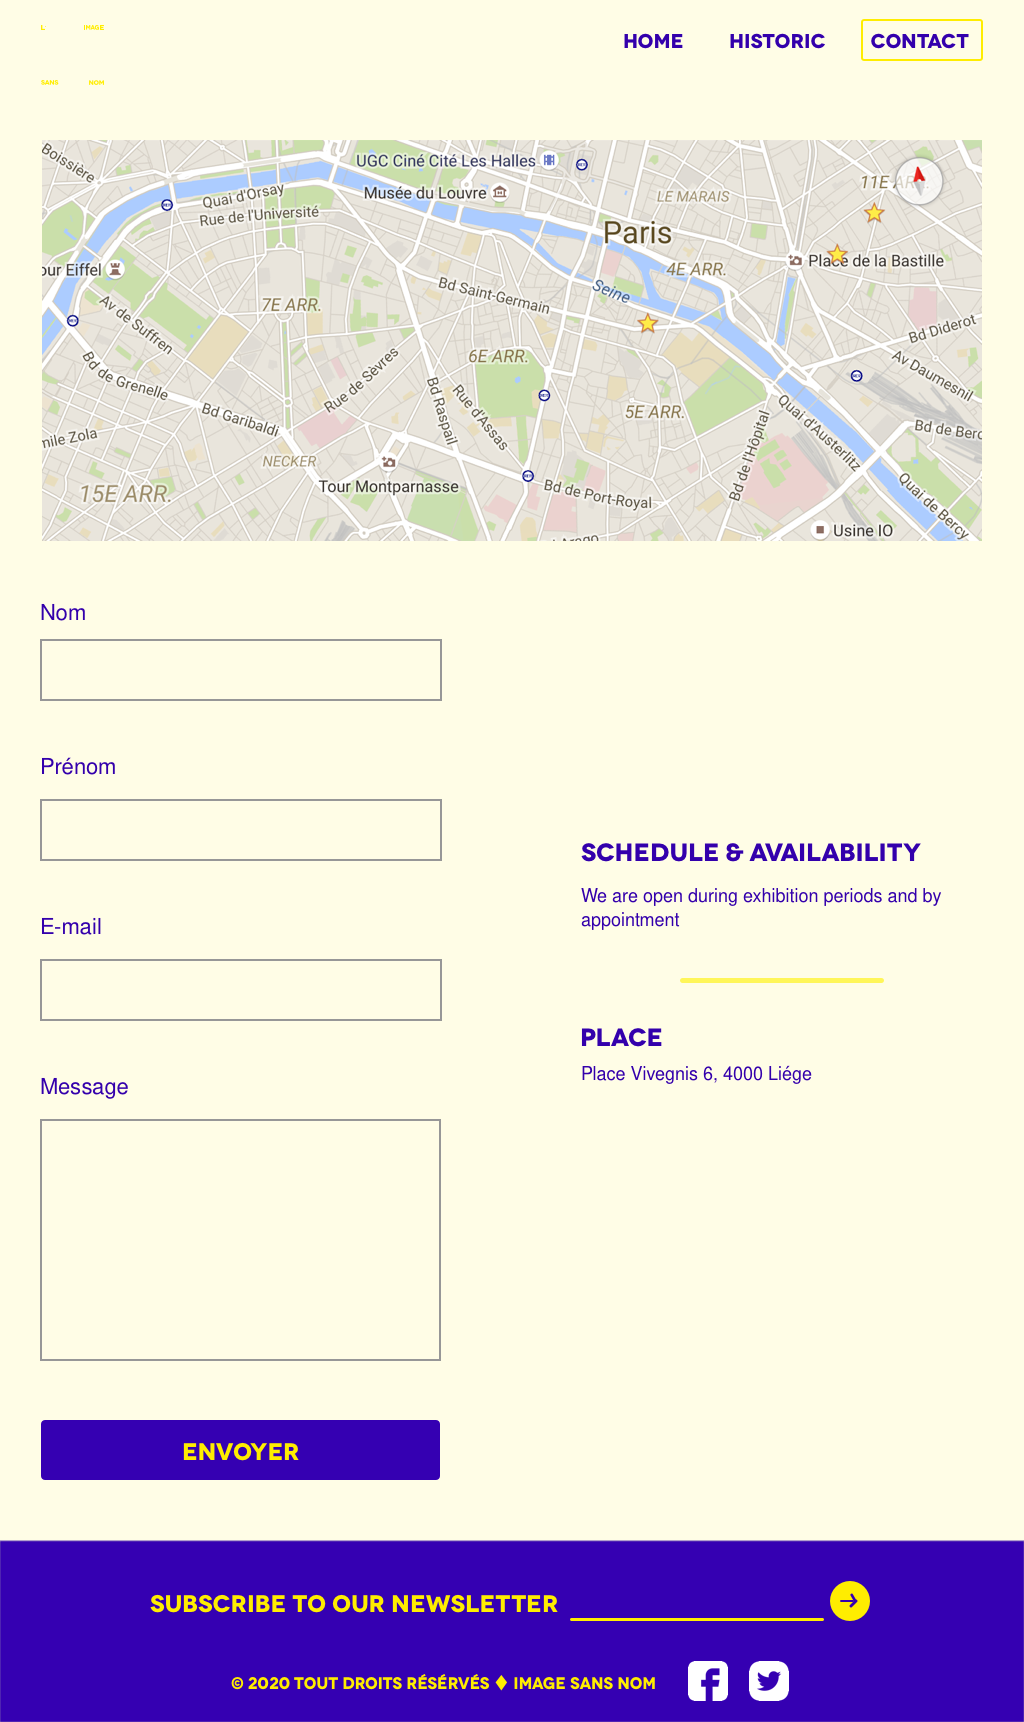 L IMAGE
SANS NOM
HOME HISTORIC CONTACT
Boissière
UGC Ciné Cité Les Halles
Musée du Louvre
Quai d'Orsay
Rue de l'Université
LE MARAIS
11E AR
Paris
4E ARR.
Place de la Bastille
our Eiffel
7E ARR.
Bd Saint-Germain
Seine
Av de Suffren
Bd Diderot
6E ARR.
Av Daumesnil
Bd de Grenelle
Rue de Sèvres
Bd Raspail
Rue d'Assas
5E ARR.
Bd Garibaldi
Quai d'Austerlitz
Bd de l'Hôpital
mile Zola
Bd de Berc
NECKER
15E ARR.
Tour Montparnasse
Bd de Port-Royal
Quai de Bercy
Usine IO
Arago
Nom
Prénom
E-mail
Message
ENVOYER
SCHEDULE & AVAILABILITY
We are open during exhibition periods and by
appointment
PLACE
Place Vivegnis 6, 4000 Liége
SUBSCRIBE TO OUR NEWSLETTER
© 2020 TOUT DROITS RÉSÉRVÉS ♦ IMAGE SANS NOM